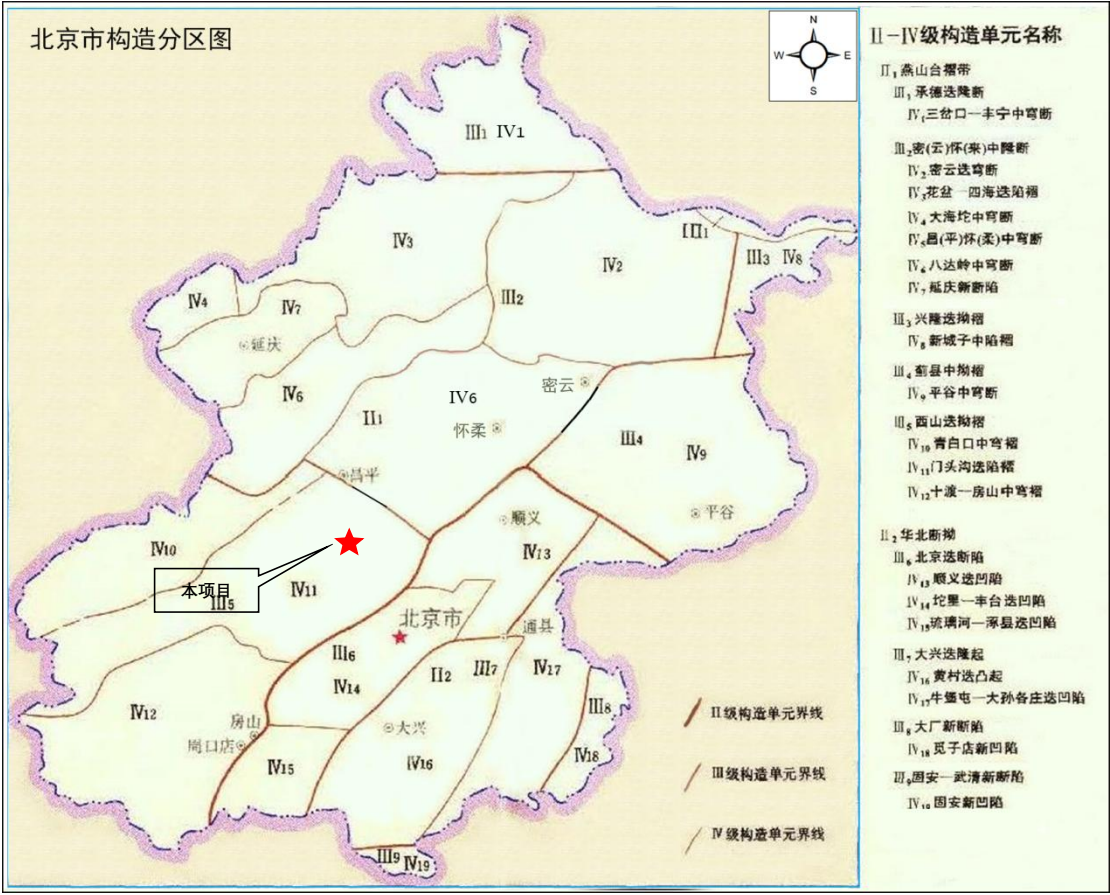 北京市构造分区图
N
W
E
S
III1 IV1
IV3
III1
III3
IV8
IV2
IV4
IV7
III2
延庆
密云
IV6
IV6
II1
怀柔
III4
IV9
昌平
平谷
顺义
IV10
IV13
本项目
III5
IV11
北京市
通县
III6
II2
III7
IV17
IV14
IV12
III8
房山
大兴
周口店
IV18
IV15
IV16
III9
IV19
II级构造单元界线
III级构造单元界线
IV级构造单元界线
II-IV级构造单元名称
II1燕山台褶带
III1承德迭隆断
IV1三岔口一丰宁中穹断
III2密(云)怀(来)中隆断
IV2密云迭穹断
IV3花盆一四海迭陷褶
IV4大海坨中穹断
IV5昌(平)怀(柔)中穹断
IV6八达岭中穹断
IV7延庆新断陷
III3兴隆迭拗褶
IV8新城子中陷褶
III4蓟县中拗褶
IV9平谷中穹断
III5西山迭拗褶
IV10青白口中穹褶
IV11门头沟迭陷褶
IV12十渡一房山中穹褶
II2华北断拗
III6北京迭断陷
IV13顺义迭凹陷
IV14坨里一丰台迭凹陷
IV15琉璃河一涿县迭凹陷
III7大兴迭隆起
IV16黄村迭凸起
IV17牛堡屯一大孙各庄迭凹陷
III8大厂新断陷
IV18觅子店新凹陷
III9固安一武清新断陷
IV19固安新凹陷